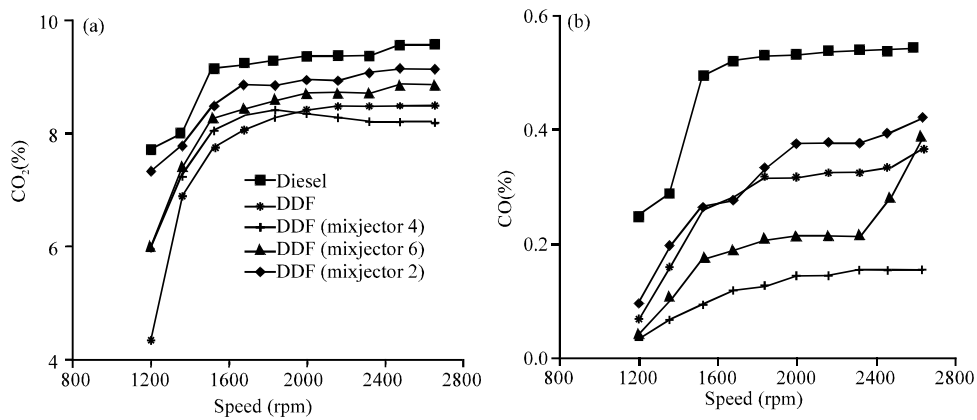 (a)
10
8
6
4
CO₂(%)
Diesel
DDF
DDF (mixjector 4)
DDF (mixjector 6)
DDF (mixjector 2)
800 1200 1600 2000 2400 2800
Speed (rpm)
(b)
0.6
0.4
0.2
0.0
CO(%)
800 1200 1600 2000 2400 2800
Speed (rpm)